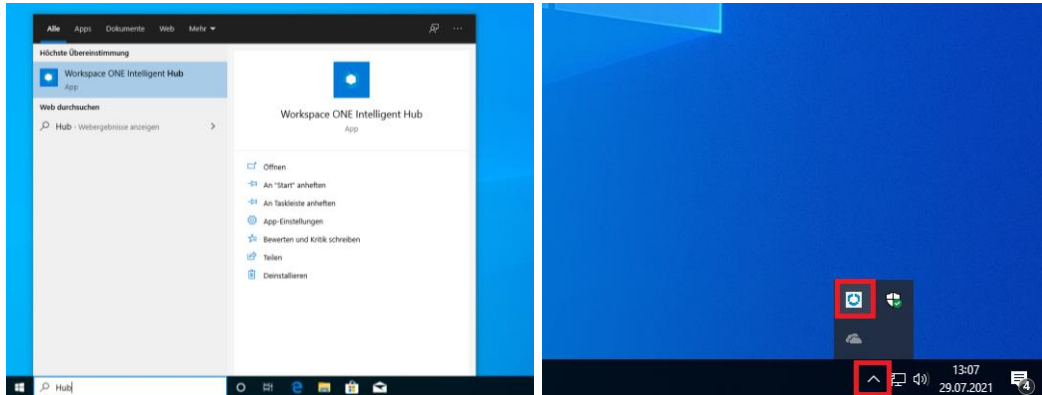 Alle Apps Dokumente Web Mehr
Höchste Übereinstimmung
Workspace ONE Intelligent Hub
App
Web durchsuchen
Hub - Webergebnisse anzeigen
Workspace ONE Intelligent Hub
App
Öffnen
An "Start" anheften
An Taskleiste anheften
App-Einstellungen
Bewerten und Kritik schreiben
Teilen
Deinstallieren
Hub
13:07
29.07.2021
4